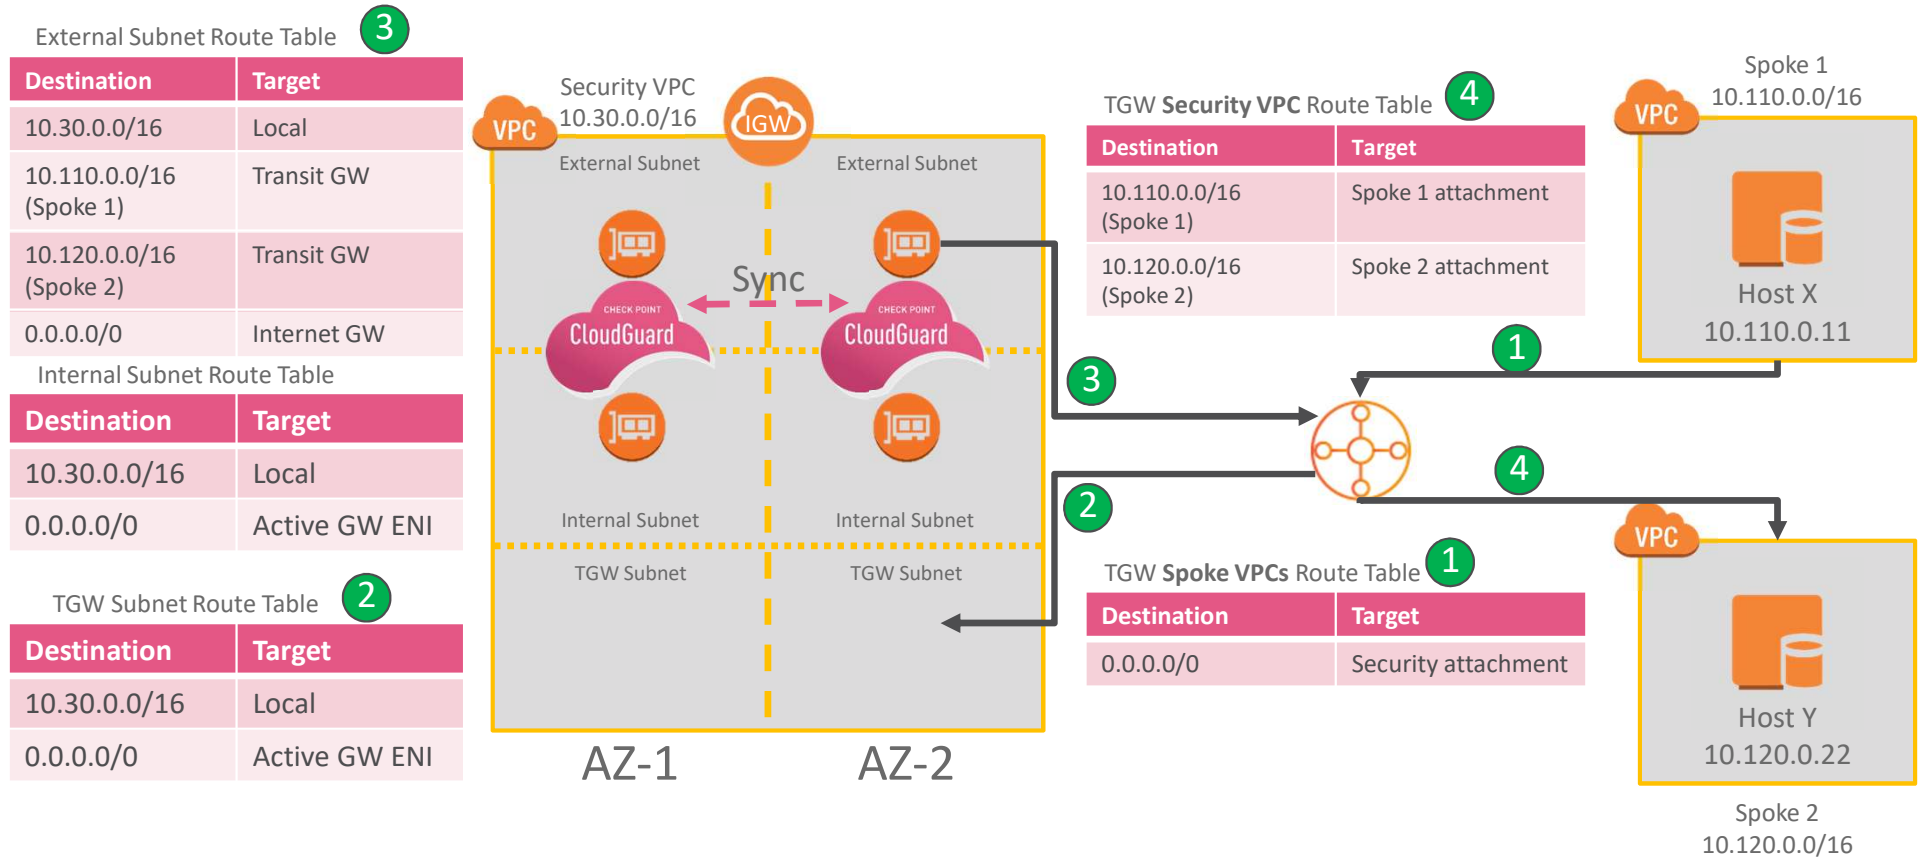 External Subnet Route Table 3
Destination Target
10.30.0.0/16 Local
10.110.0.0/16 Transit GW
(Spoke 1)
10.120.0.0/16 Transit GW
(Spoke 2)
0.0.0.0/0 Internet GW
Internal Subnet Route Table
Destination Target
10.30.0.0/16 Local
0.0.0.0/0 Active GW ENI
TGW Subnet Route Table 2
Destination Target
10.30.0.0/16 Local
0.0.0.0/0 Active GW ENI
Security VPC
10.30.0.0/16
VPC
IGW
External Subnet External Subnet
Sync
CHECK POINT
CloudGuard
CHECK POINT
CloudGuard
Internal Subnet Internal Subnet
TGW Subnet TGW Subnet
AZ-1 AZ-2
TGW Security VPC Route Table 4
Destination Target
10.110.0.0/16 Spoke 1 attachment
(Spoke 1)
10.120.0.0/16 Spoke 2 attachment
(Spoke 2)
1
3
4
2
TGW Spoke VPCs Route Table 1
Destination Target
0.0.0.0/0 Security attachment
Spoke 1
10.110.0.0/16
VPC
Host X
10.110.0.11
VPC
Host Y
10.120.0.22
Spoke 2
10.120.0.0/16